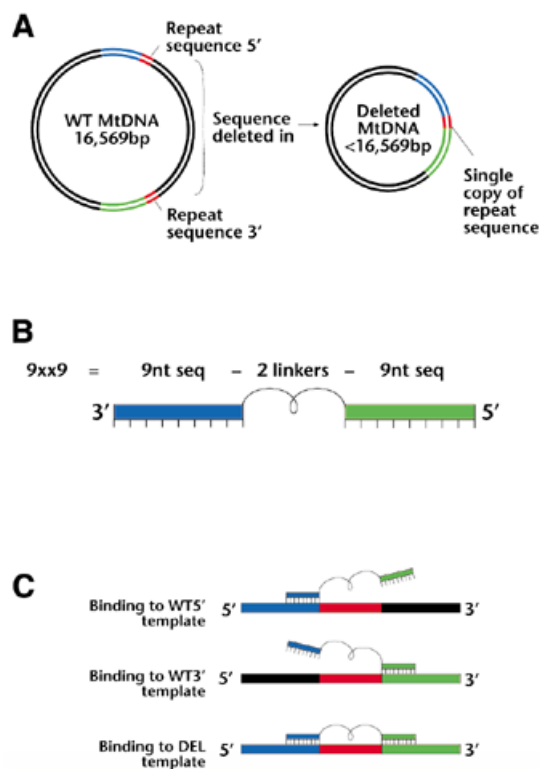 A
Repeat
sequence 5′
WT MtDNA
16,569bp
Sequence
deleted in
Deleted
MtDNA
<16,569bp
Single
copy of
repeat
sequence
Repeat
sequence 3′
B
9xx9 = 9nt seq – 2 linkers – 9nt seq
3′ 5′
C
Binding to WT5′
template
5′ 3′
Binding to WT3′
template
5′ 3′
Binding to DEL
template
5′ 3′